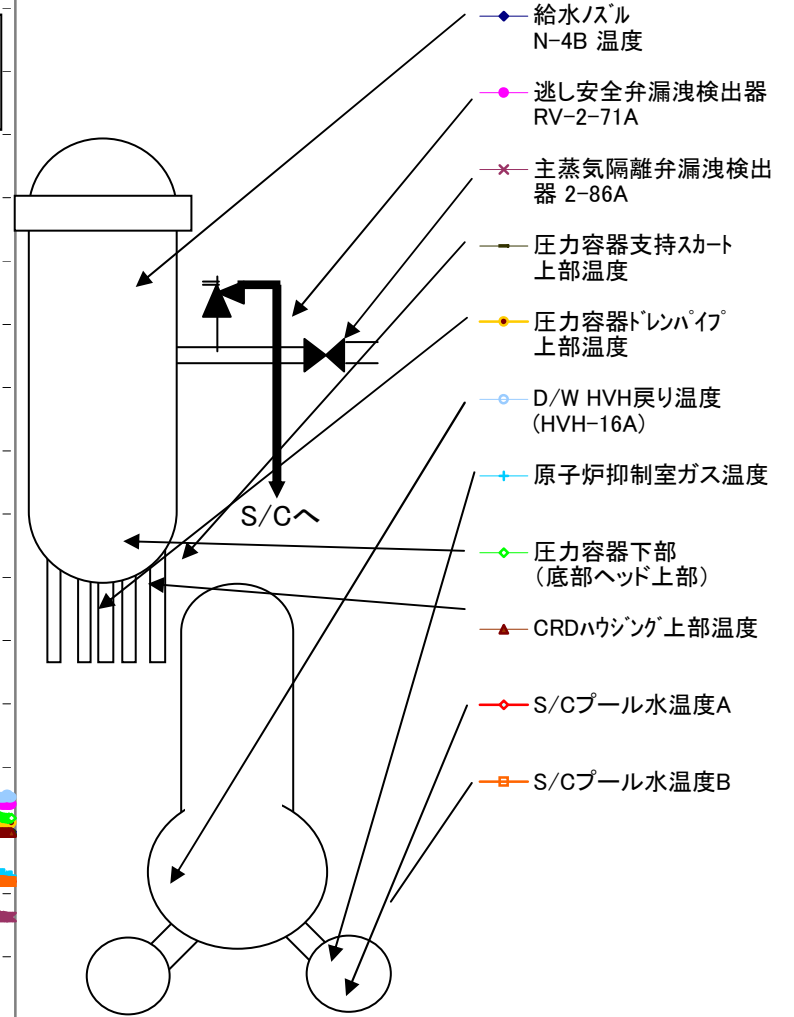 給水ノズル
N-4B 温度
逃し安全弁漏洩検出器
RV-2-71A
主蒸気隔離弁漏洩検出
器 2-86A
圧力容器支持スカート
上部温度
圧力容器ドレンパイプ
上部温度
D/W HVH戻り温度
(HVH-16A)
原子炉抑制室ガス温度
S/Cへ
圧力容器下部
（底部ヘッド上部）
CRDハウジング上部温度
S/Cプール水温度A
S/Cプール水温度B